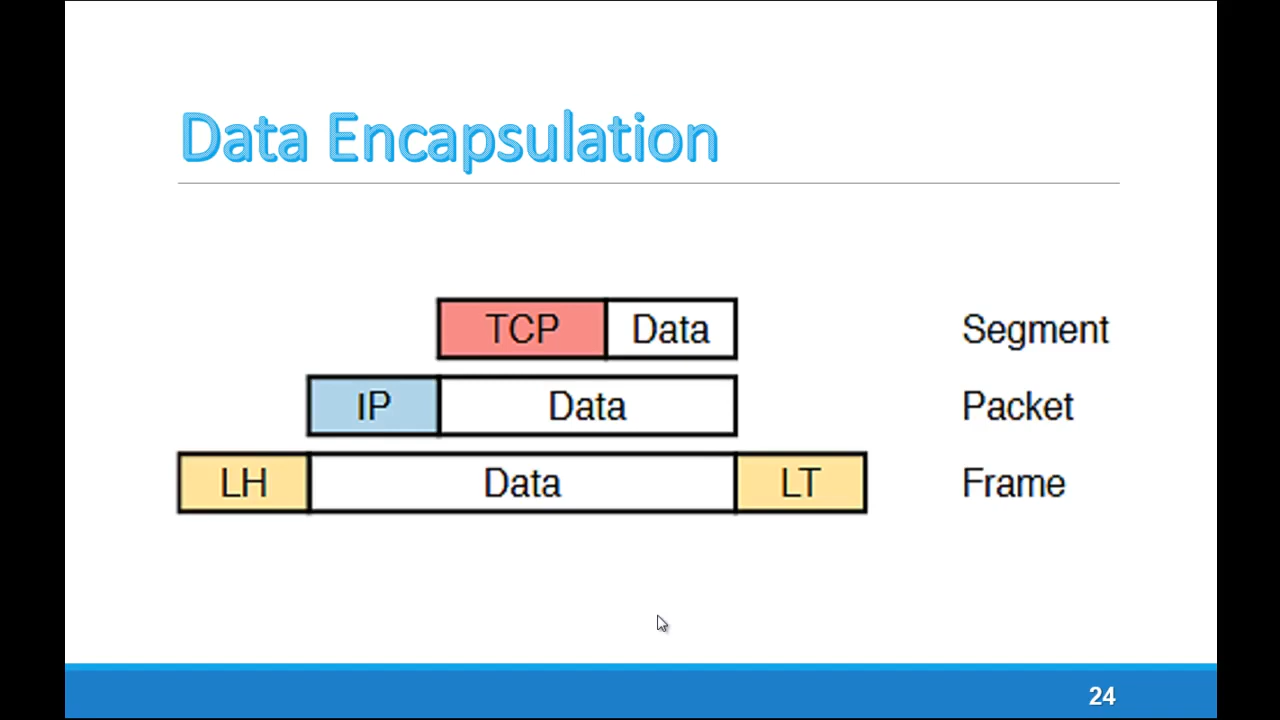 Data Encapsulation
TCP Data Segment
IP Data Packet
LH Data LT Frame
24